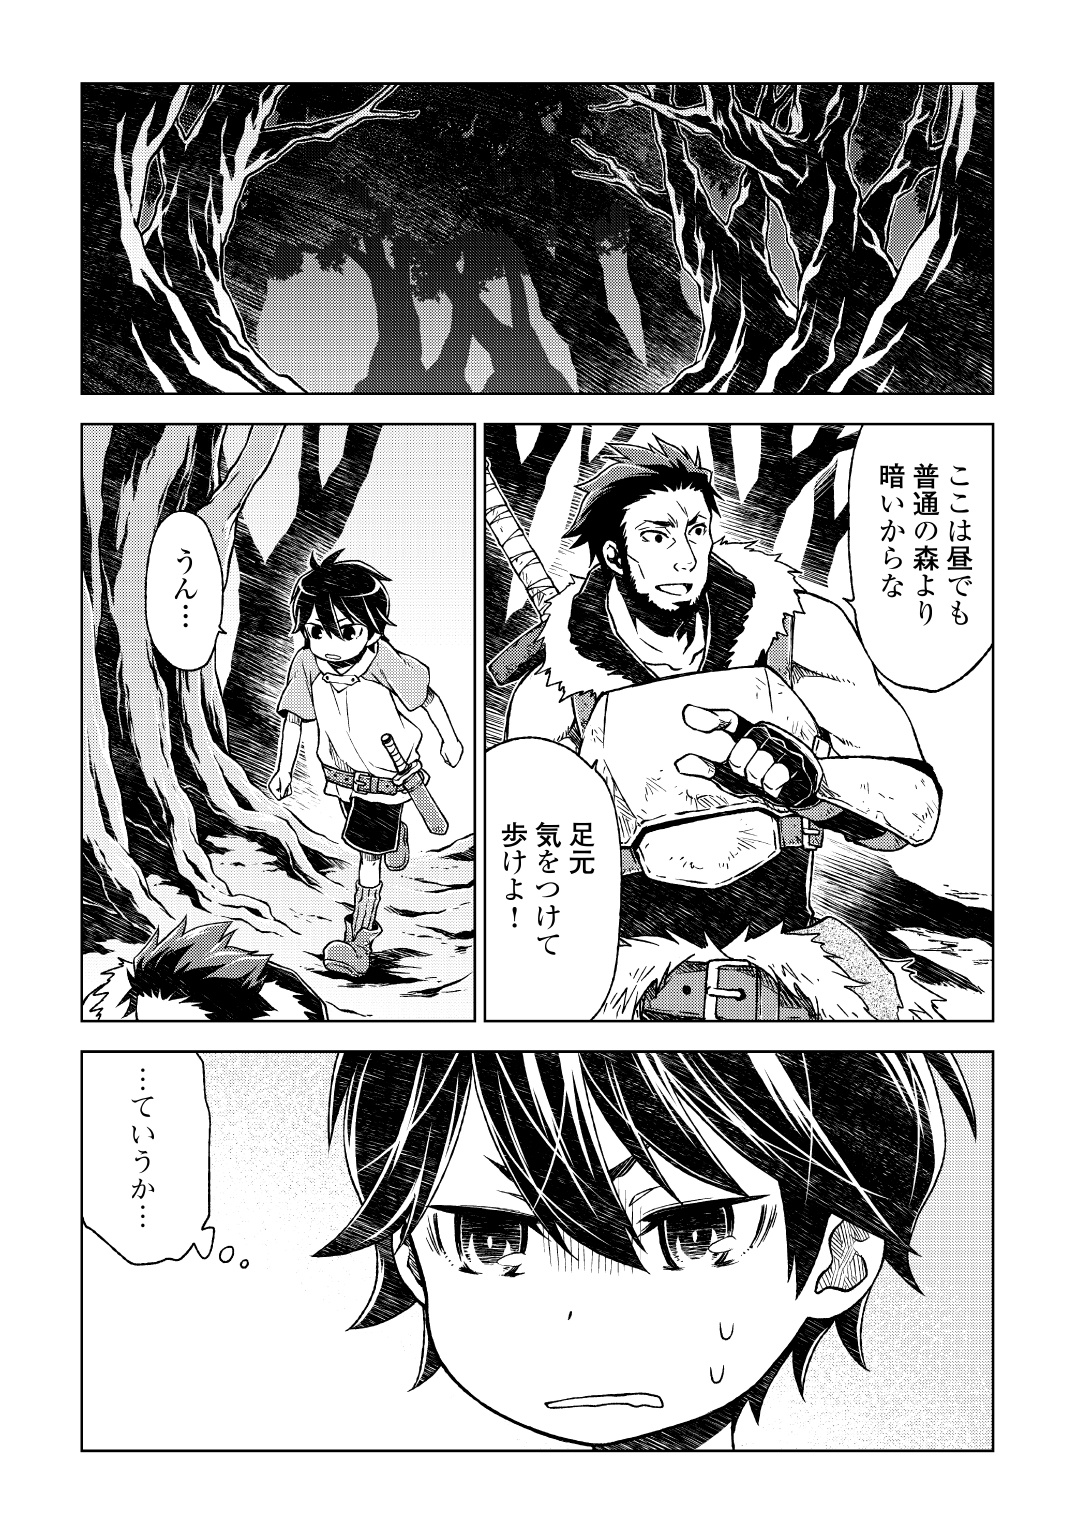 ここは昼でも
普通の森より
暗いからな
足元
気をつけて
歩けよ！
うん…
…ていうか…